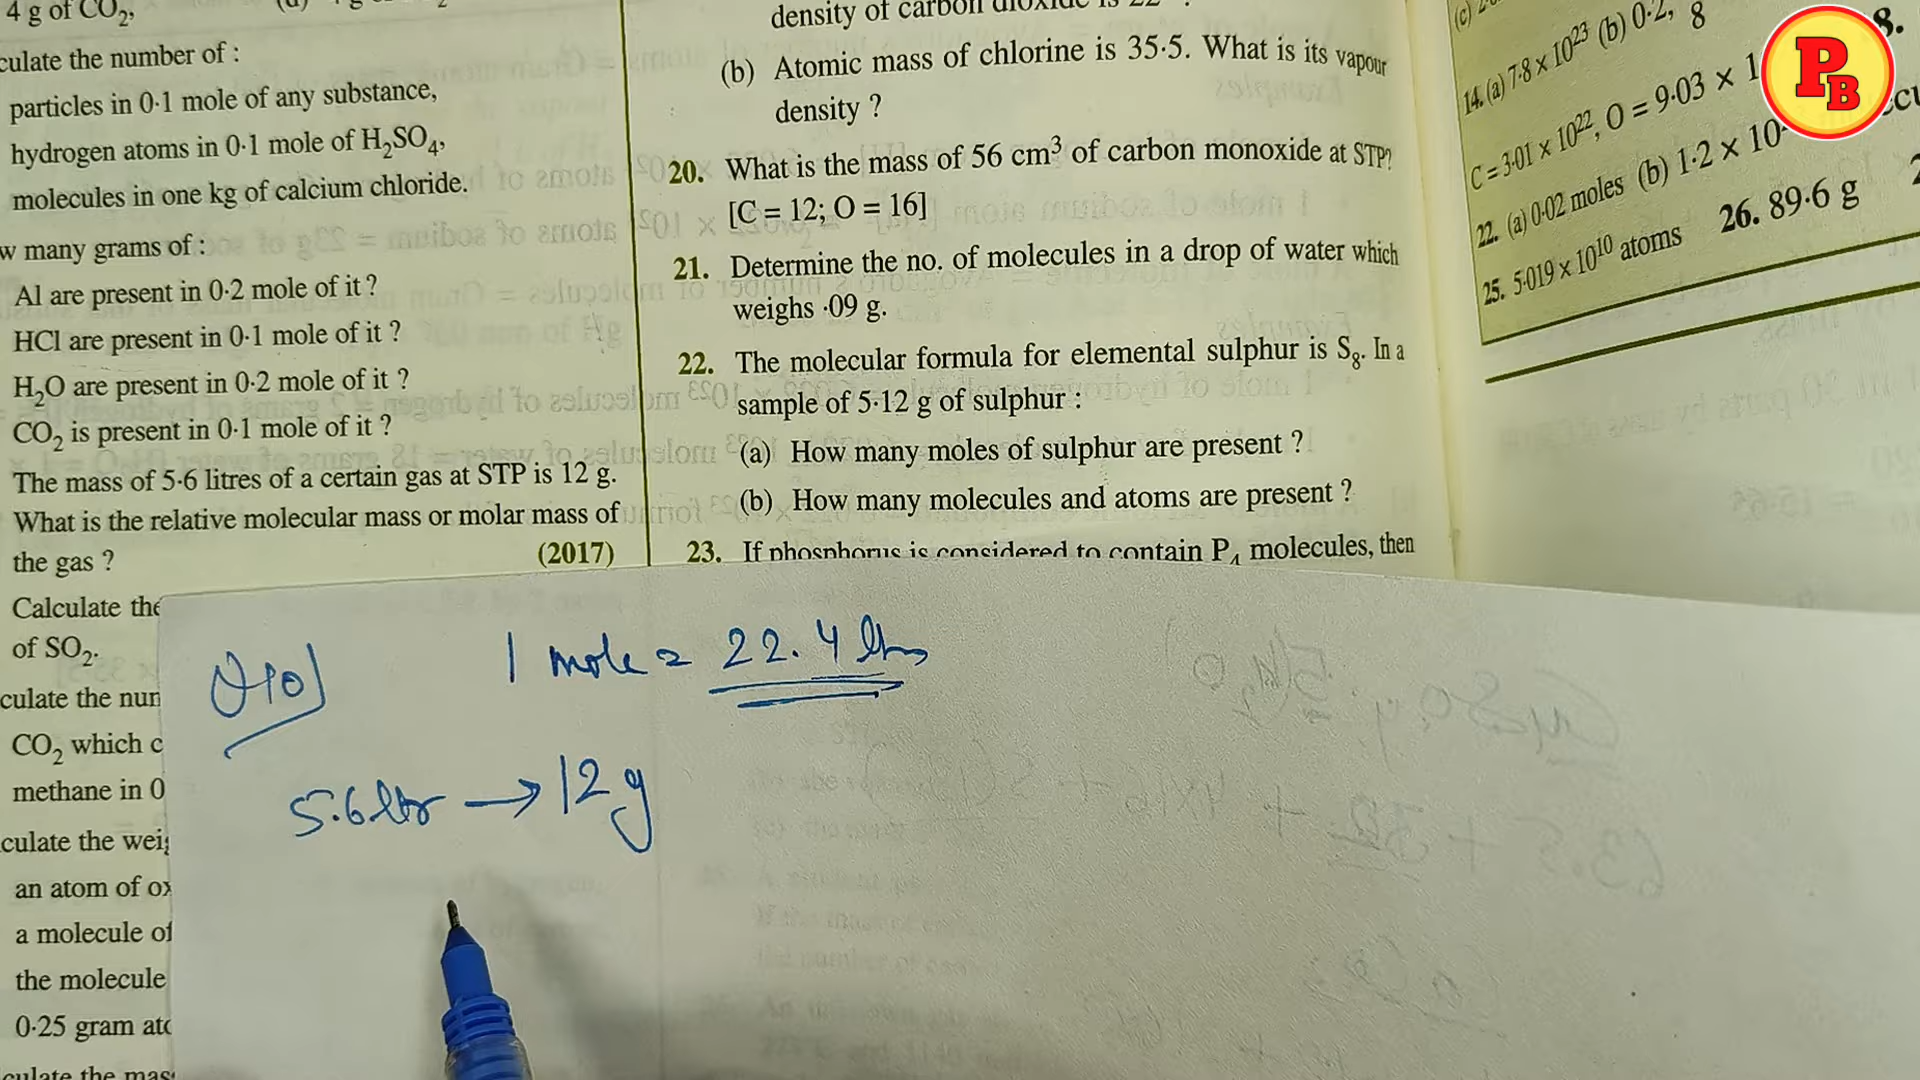 4 g of CO₂,
culate the number of :
particles in 0·1 mole of any substance,
hydrogen atoms in 0·1 mole of H₂SO₄,
molecules in one kg of calcium chloride.
w many grams of :
Al are present in 0·2 mole of it ?
HCl are present in 0·1 mole of it ?
H₂O are present in 0·2 mole of it ?
CO₂ is present in 0·1 mole of it ?
The mass of 5·6 litres of a certain gas at STP is 12 g.
What is the relative molecular mass or molar mass of
the gas ? (2017)
Calculate the
of SO₂.
culate the nur
CO₂ which c
methane in 0
culate the wei
an atom of ox
a molecule of
the molecule
0·25 gram atc
culate the mas
density of carbon dioxide is 22
(b) Atomic mass of chlorine is 35·5. What is its vapour
density ?
20. What is the mass of 56 cm³ of carbon monoxide at STP?
[C = 12; O = 16]
21. Determine the no. of molecules in a drop of water which
weighs ·09 g.
22. The molecular formula for elemental sulphur is S₈. In a
sample of 5·12 g of sulphur :
(a) How many moles of sulphur are present ?
(b) How many molecules and atoms are present ?
23. If phosphorus is considered to contain P₄ molecules, then
14. (a) 7·8 × 10²³ (b) 0·2, 8
C = 3·01 × 10²², O = 9·03 × 1
22. (a) 0·02 moles (b) 1·2 × 10
25. 5·019 × 10¹⁰ atoms 26. 89·6 g
8.
PB
Q10)
1 mole = 22.4 ltrs
5.6 ltr → 12 g